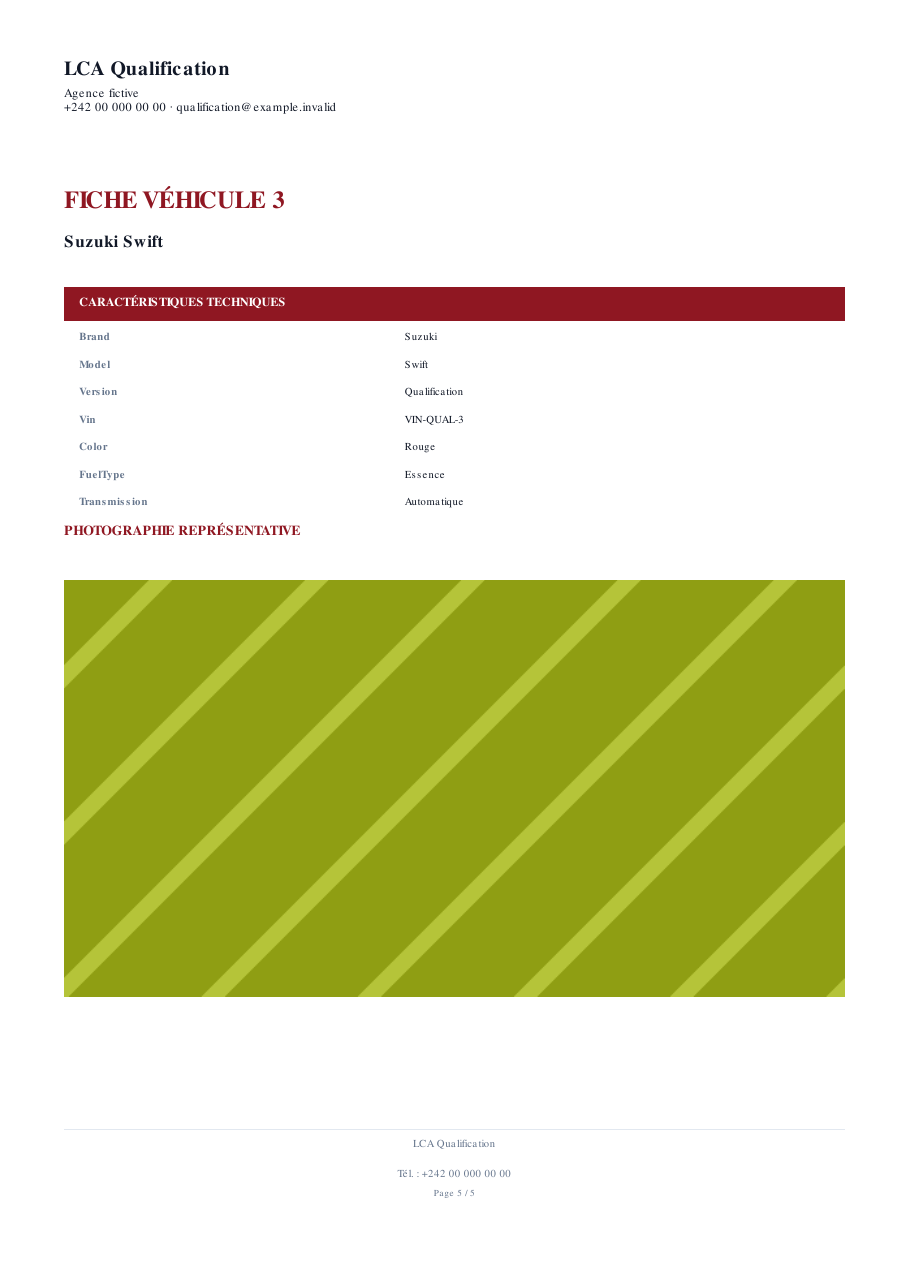 LCA Qualification
Agence fictive
+242 00 000 00 00 · qualification@example.invalid
FICHE VÉHICULE 3
Suzuki Swift
CARACTÉRISTIQUES TECHNIQUES
Brand Suzuki
Model Swift
Version Qualification
Vin VIN-QUAL-3
Color Rouge
FuelType Essence
Transmission Automatique
PHOTOGRAPHIE REPRÉSENTATIVE
LCA Qualification
Tél. : +242 00 000 00 00
Page 5 / 5